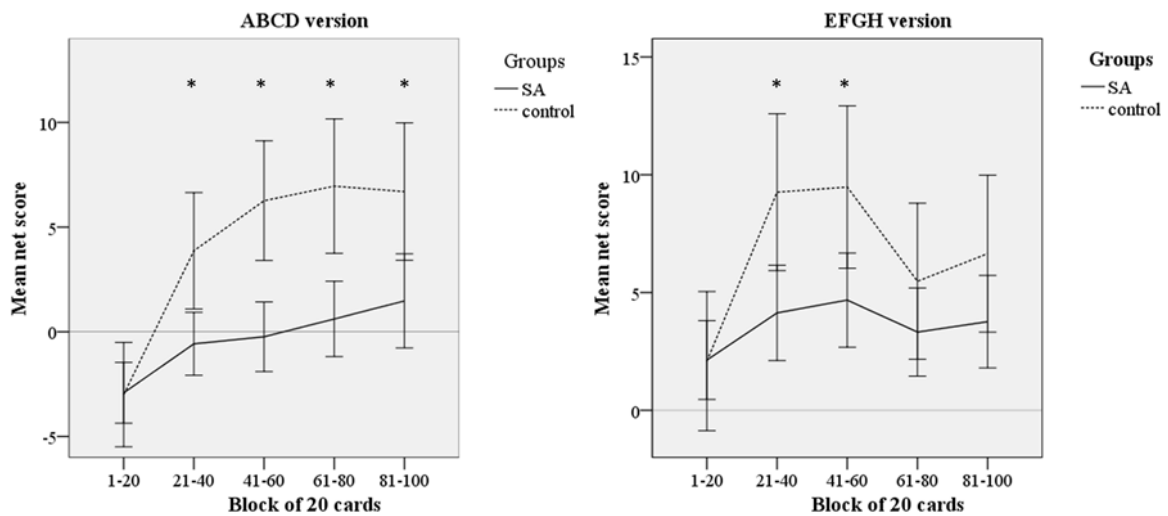 ABCD version
Groups
SA
control
* * * *
10
5
0
-5
Mean net score
1-20 21-40 41-60 61-80 81-100
Block of 20 cards
EFGH version
Groups
SA
control
* *
15
10
5
0
Mean net score
1-20 21-40 41-60 61-80 81-100
Block of 20 cards